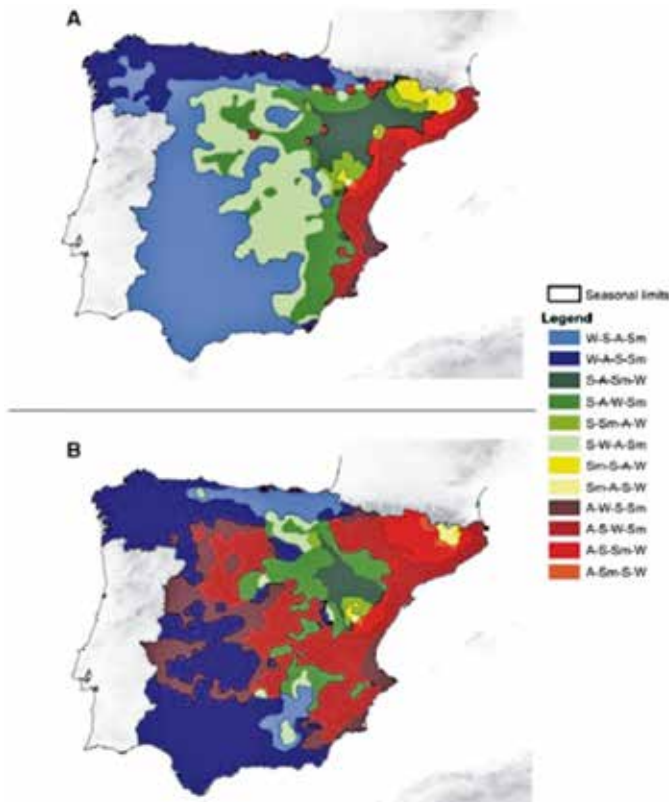 A
Seasonal limits
Legend
W-S-A-Sm
W-A-S-Sm
S-A-Sm-W
S-A-W-Sm
S-Sm-A-W
S-W-A-Sm
Sm-S-A-W
Sm-A-S-W
A-W-S-Sm
A-S-W-Sm
A-S-Sm-W
A-Sm-S-W
B